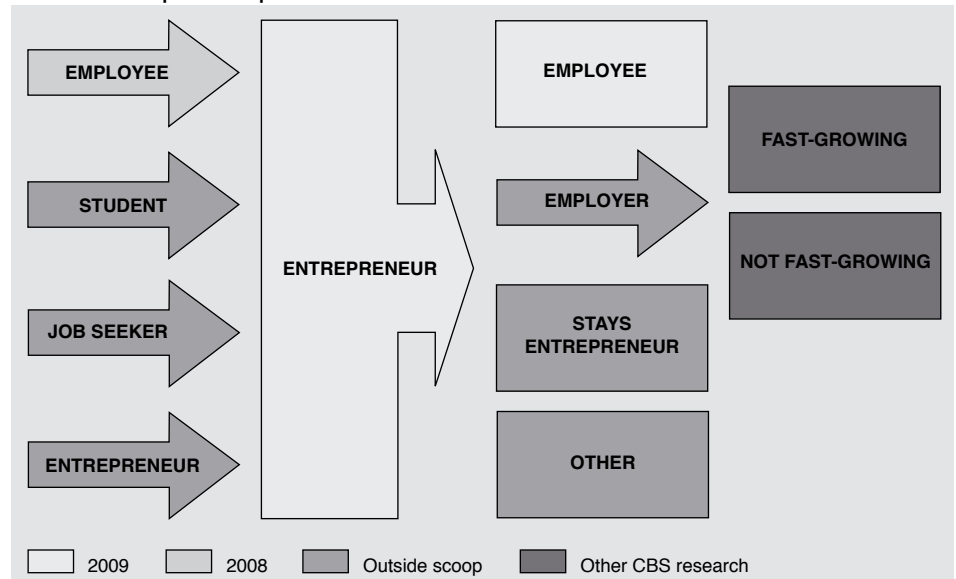 EMPLOYEE
STUDENT
JOB SEEKER
ENTREPRENEUR
ENTREPRENEUR
EMPLOYEE
EMPLOYER
STAYS
ENTREPRENEUR
OTHER
FAST-GROWING
NOT FAST-GROWING
2009 2008 Outside scoop Other CBS research